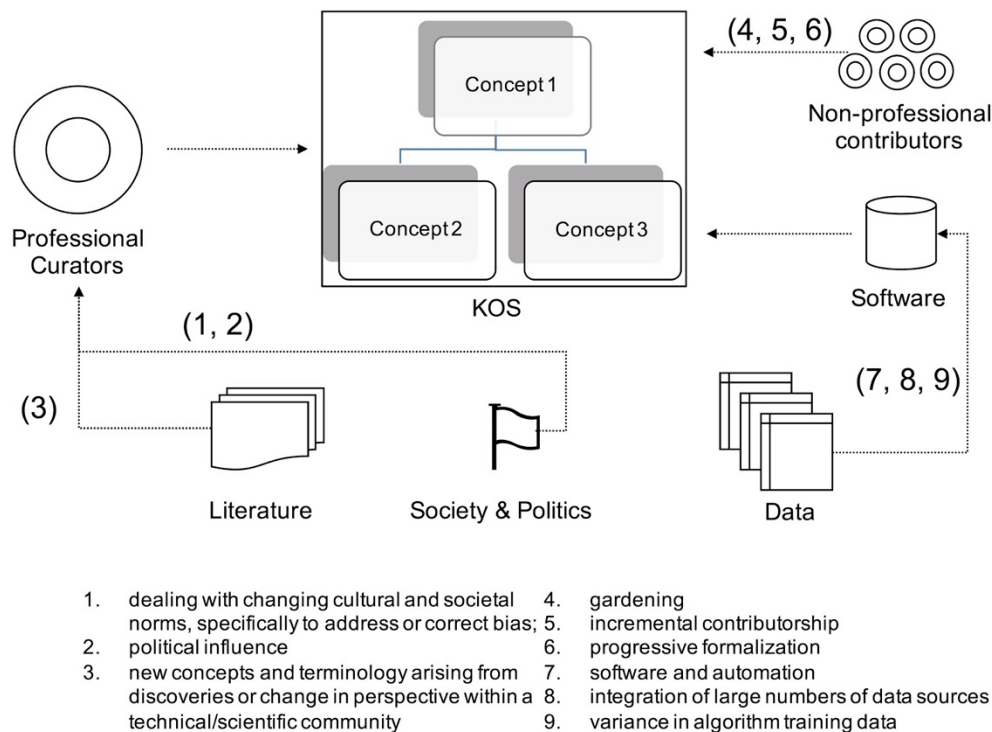 Concept 1
(4, 5, 6)
Non-professional
contributors
Professional
Curators
Concept 2
Concept 3
KOS
Software
(1, 2)
(3)
(7, 8, 9)
Literature
Society & Politics
Data
1. dealing with changing cultural and societal
norms, specifically to address or correct bias;
2. political influence
3. new concepts and terminology arising from
discoveries or change in perspective within a
technical/scientific community
4. gardening
5. incremental contributorship
6. progressive formalization
7. software and automation
8. integration of large numbers of data sources
9. variance in algorithm training data